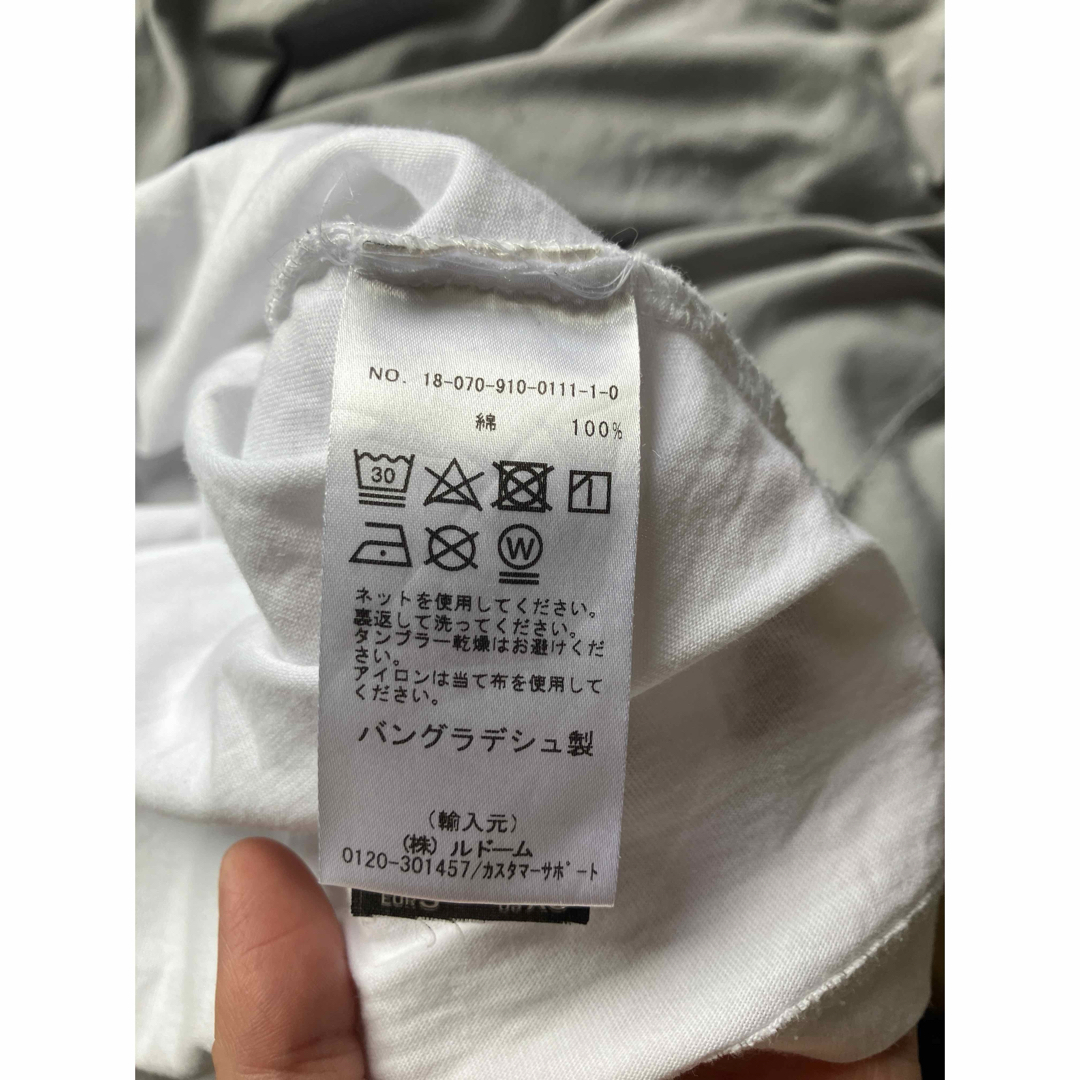 NO. 18-070-910-0111-1-0
綿 100%
30
W
ネットを使用してください。
裏返して洗ってください。
タンブラー乾燥はお避けくだ
さい。
アイロンは当て布を使用して
ください。
バングラデシュ製
(輸入元)
(株)ルドーム
0120-301457/カスタマーサポート
EUR